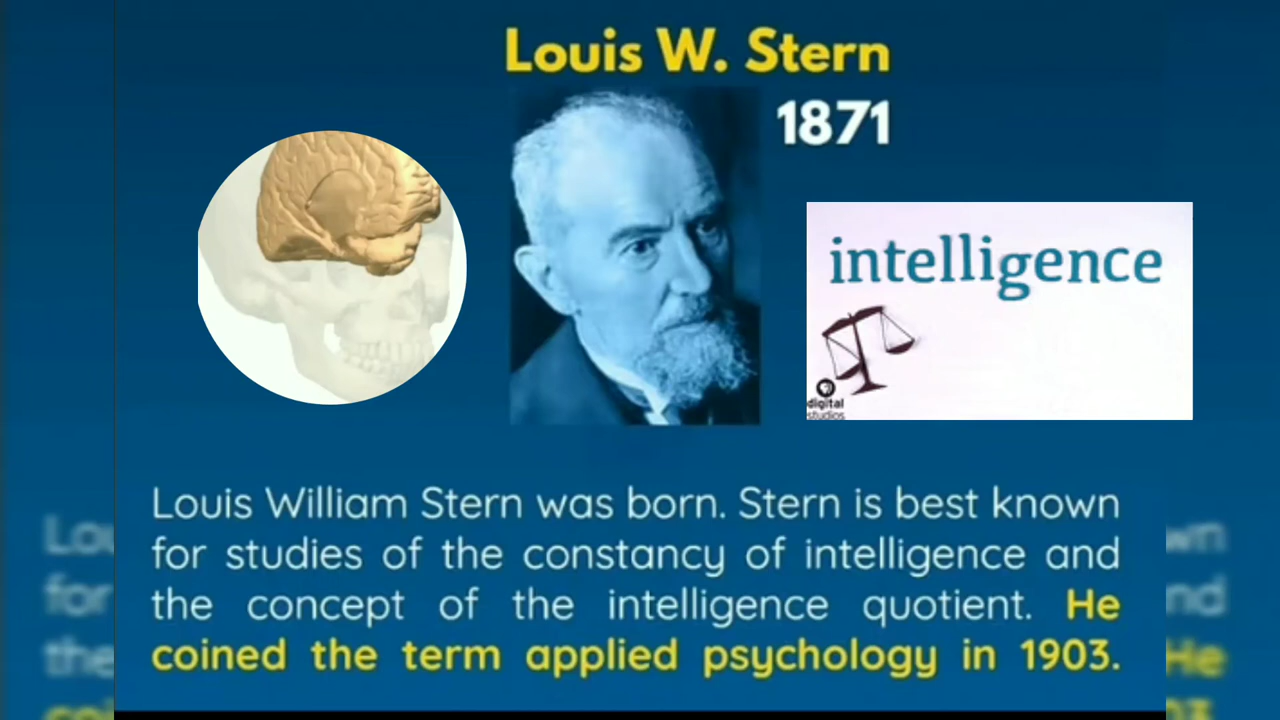 Louis W. Stern
1871
intelligence
digital
studios
Louis William Stern was born. Stern is best known
for studies of the constancy of intelligence and
the concept of the intelligence quotient. He
coined the term applied psychology in 1903.